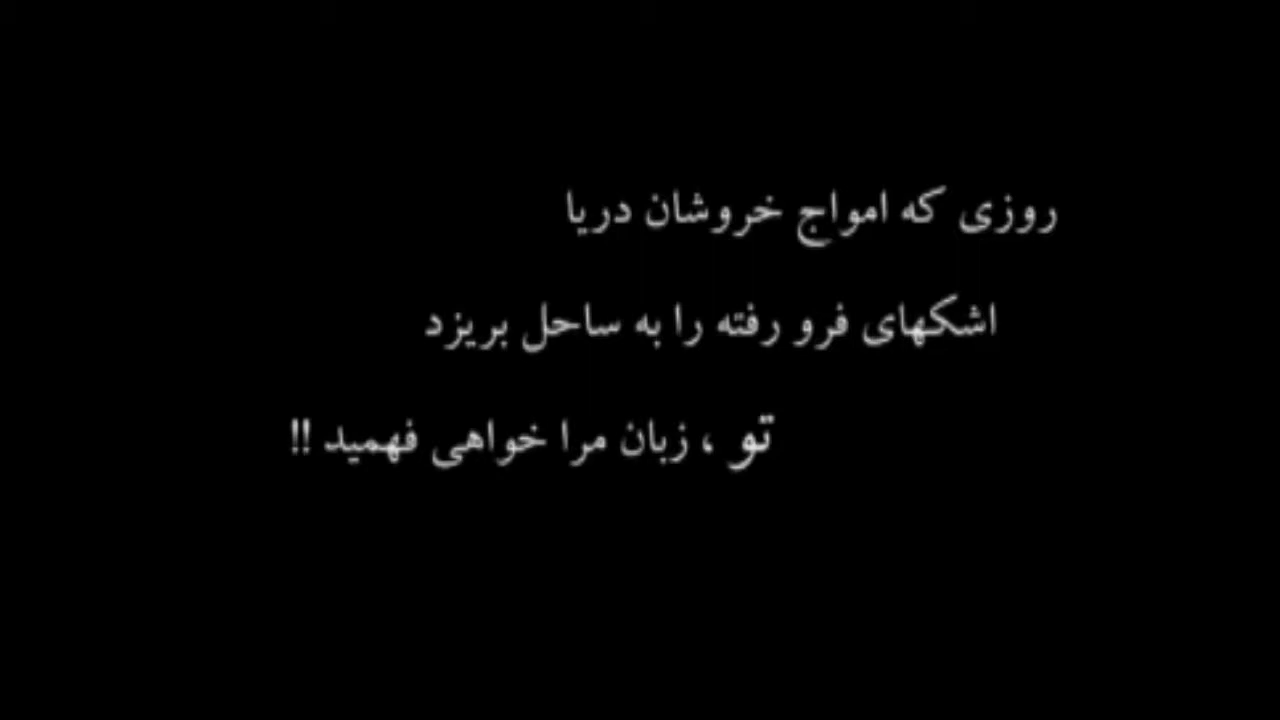 روزی که امواج خروشان دریا
اشکهای فرو رفته را به ساحل بریزد
تو ، زبان مرا خواهی فهمید !!